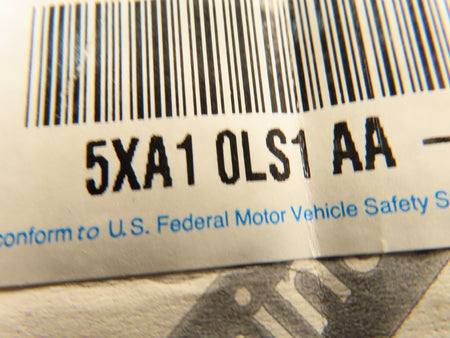 5XA1 0LS1 AA -
conform to U.S. Federal Motor Vehicle Safety S